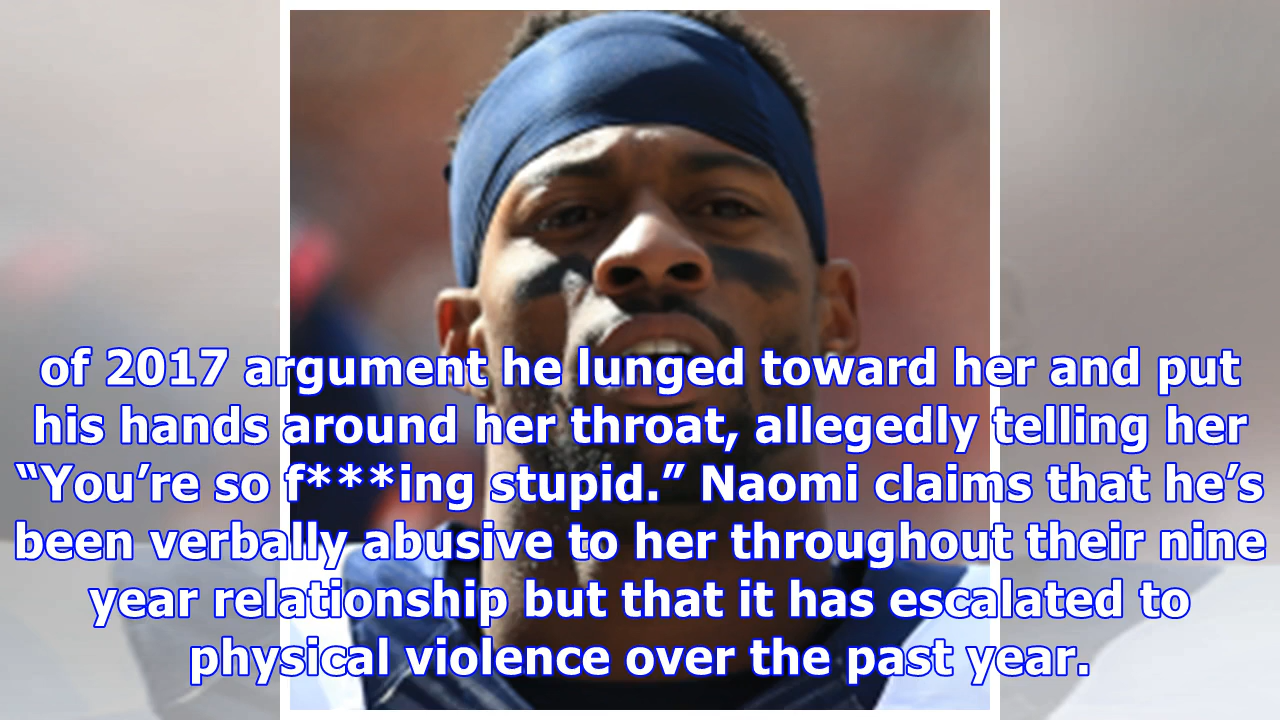 of 2017 argument he lunged toward her and put
his hands around her throat, allegedly telling her
“You’re so f***ing stupid.” Naomi claims that he’s
been verbally abusive to her throughout their nine
year relationship but that it has escalated to
physical violence over the past year.